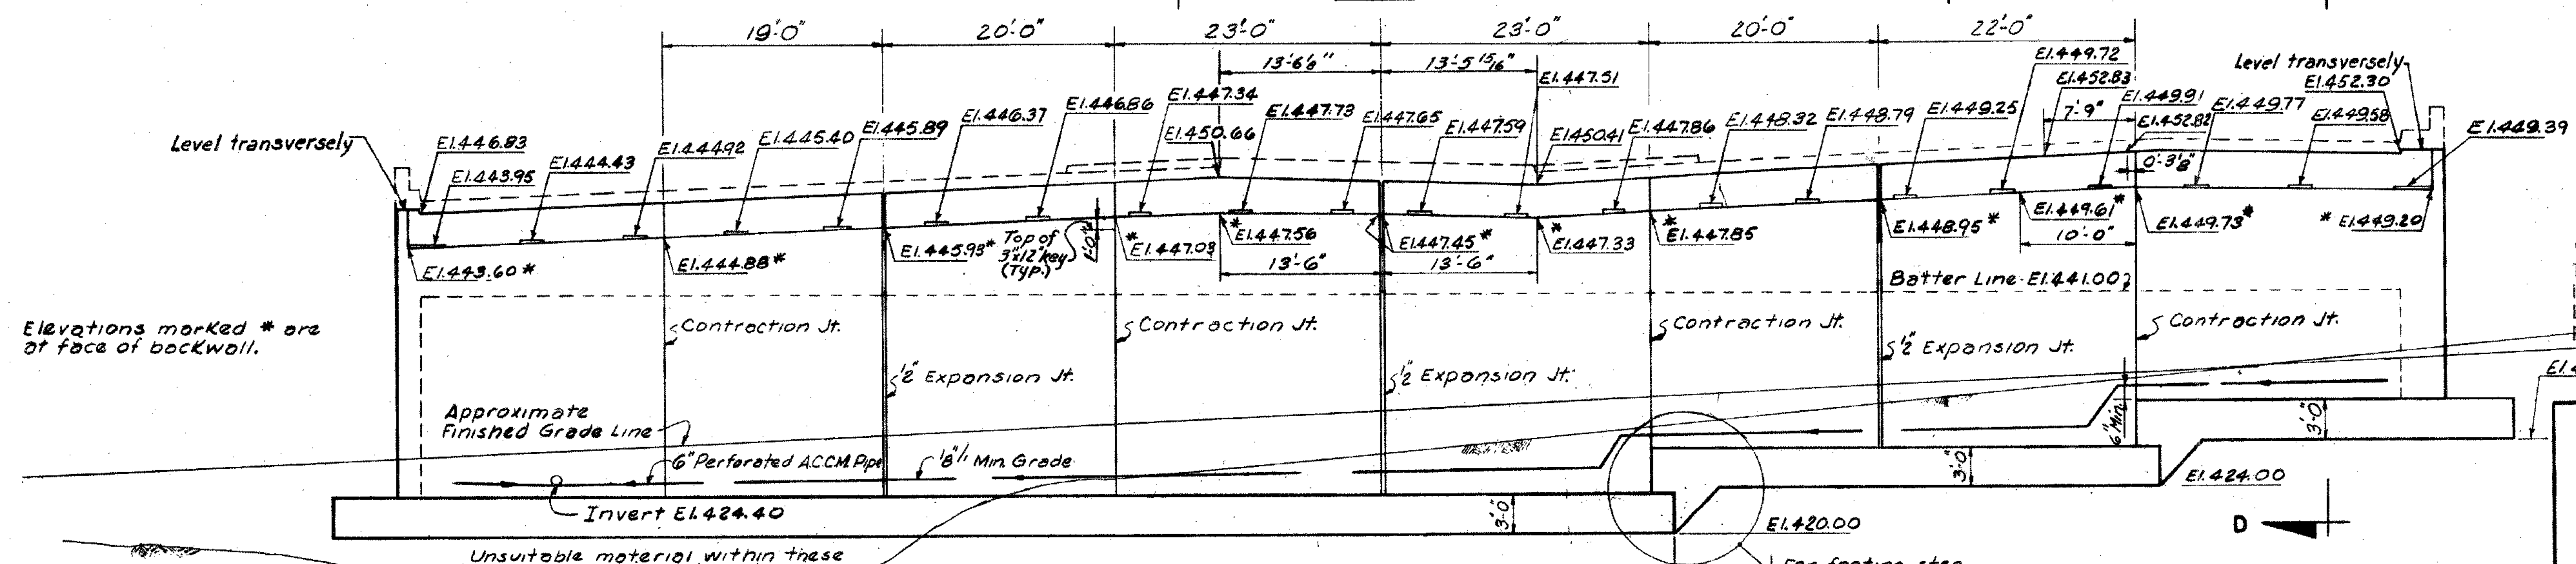 19'-0" 20'-0" 23'-0" 23'-0" 20'-0" 22'-0"
13'-6 1/8" 13'-5 15/16"
Level transversely
El.446.83
El.443.95
El.444.43
El.444.92
El.445.40
El.445.89
El.446.37
El.446.86
El.447.34
El.450.66
El.447.73
El.447.65
El.447.59
El.447.51
El.450.41
El.447.86
El.448.32
El.448.79
El.449.25
El.449.72
El.452.83
7'-9"
El.449.91
El.452.82
0'-3 1/8"
El.449.77
Level transversely
El.452.30
El.449.58
El.449.39
El.443.60*
El.444.88*
El.445.93*
Top of
3"x12" key
(Typ.)
1'-0"
*
El.447.03
*
El.447.56
13'-6"
El.447.45*
13'-6"
*
El.447.33
*
El.447.85
El.448.95*
El.449.61*
10'-0"
El.449.73*
* El.449.20
Batter Line-El.441.00
Elevations marked * are
at face of backwall.
Contraction Jt.
1/2" Expansion Jt.
Contraction Jt.
1/2" Expansion Jt.
Contraction Jt.
1/2" Expansion Jt.
Contraction Jt.
Approximate
Finished Grade Line
6" Perforated A.C.C.M. Pipe
1/8"/1' Min. Grade
Invert El.424.40
6" Min.
3'-0"
3'-0"
3'-0"
El.424.00
El.420.00
D
El.4
Unsuitable material within these
For footing step